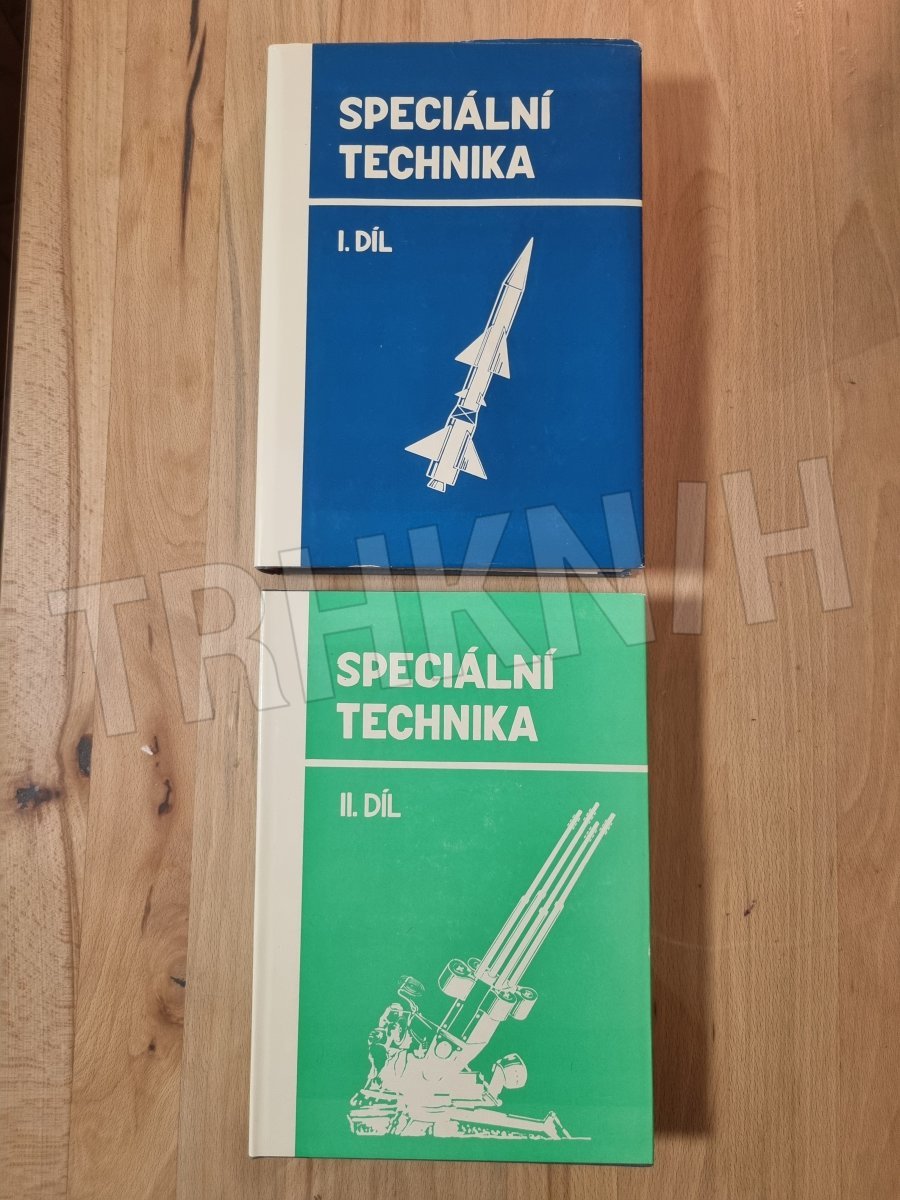 SPECIÁLNÍ
TECHNIKA
I. DÍL
TRHKNIH
SPECIÁLNÍ
TECHNIKA
II. DÍL